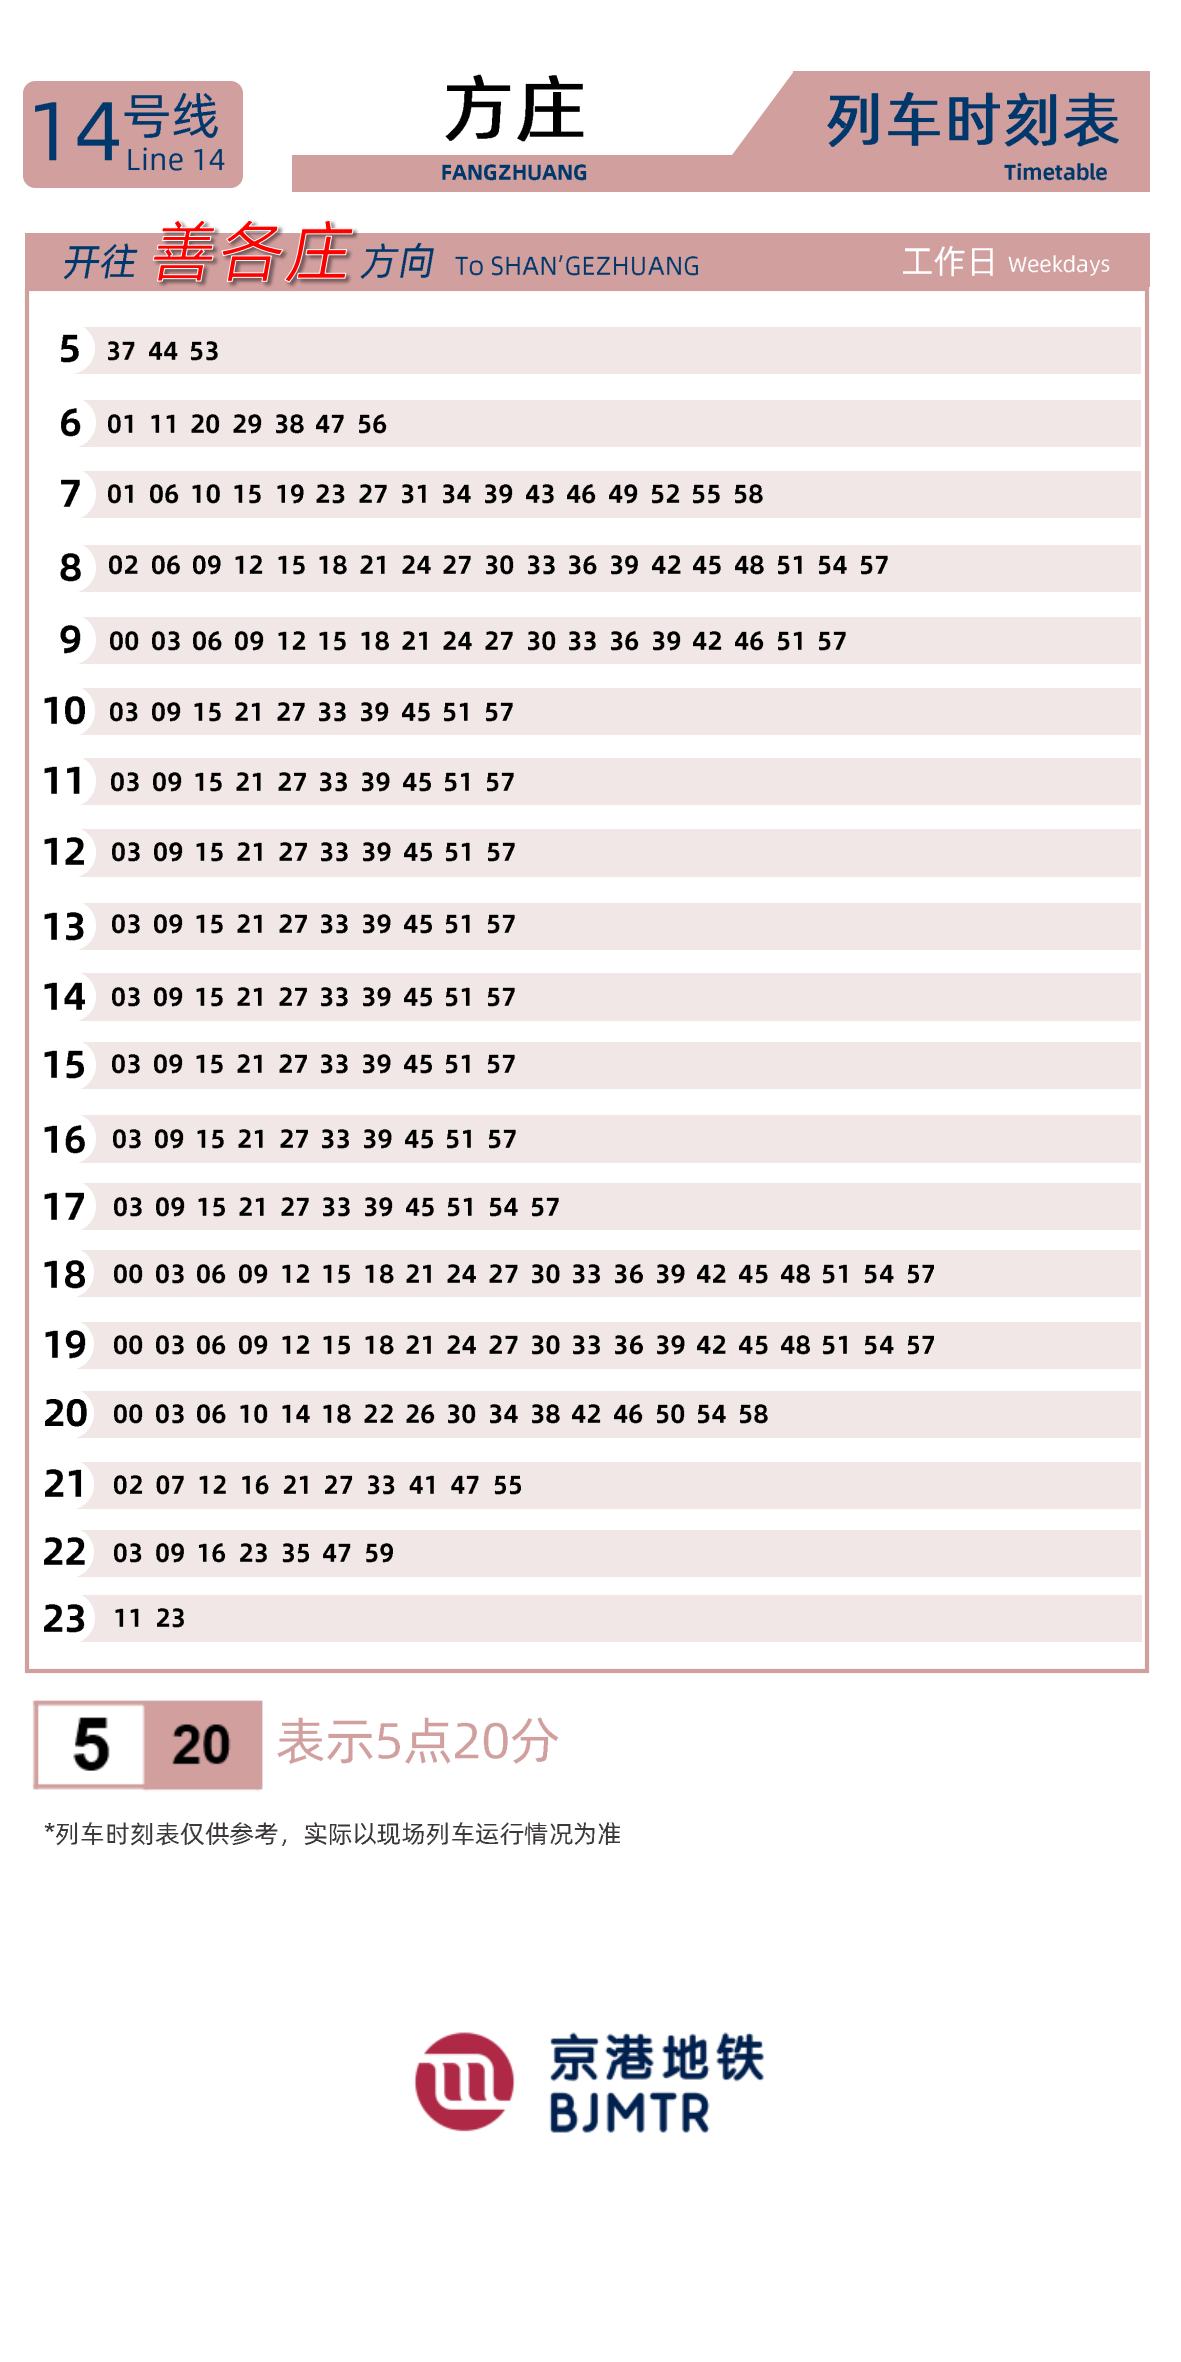 14号线
Line 14
方庄
FANGZHUANG
列车时刻表
Timetable
开往 善各庄 方向 To SHAN'GEZHUANG 工作日 Weekdays
5 37 44 53
6 01 11 20 29 38 47 56
7 01 06 10 15 19 23 27 31 34 39 43 46 49 52 55 58
8 02 06 09 12 15 18 21 24 27 30 33 36 39 42 45 48 51 54 57
9 00 03 06 09 12 15 18 21 24 27 30 33 36 39 42 46 51 57
10 03 09 15 21 27 33 39 45 51 57
11 03 09 15 21 27 33 39 45 51 57
12 03 09 15 21 27 33 39 45 51 57
13 03 09 15 21 27 33 39 45 51 57
14 03 09 15 21 27 33 39 45 51 57
15 03 09 15 21 27 33 39 45 51 57
16 03 09 15 21 27 33 39 45 51 57
17 03 09 15 21 27 33 39 45 51 54 57
18 00 03 06 09 12 15 18 21 24 27 30 33 36 39 42 45 48 51 54 57
19 00 03 06 09 12 15 18 21 24 27 30 33 36 39 42 45 48 51 54 57
20 00 03 06 10 14 18 22 26 30 34 38 42 46 50 54 58
21 02 07 12 16 21 27 33 41 47 55
22 03 09 16 23 35 47 59
23 11 23
5 20 表示5点20分
*列车时刻表仅供参考，实际以现场列车运行情况为准
京港地铁
BJMTR